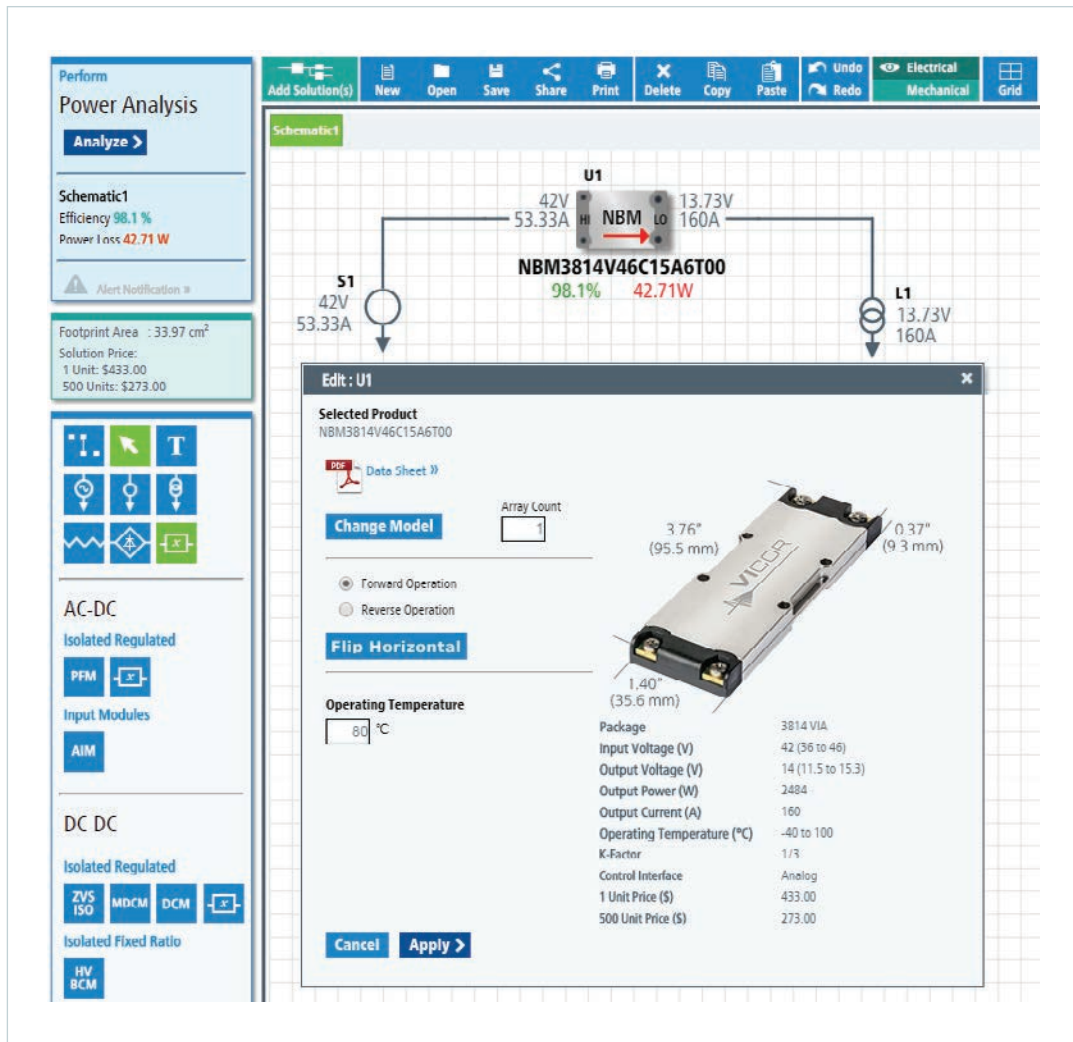 Perform
Power Analysis
Analyze
Schematic1
Efficiency 98.1 %
Power Loss 42.71 W
Alert Notification »
Footprint Area : 33.97 cm²
Solution Price:
1 Unit: $433.00
500 Units: $273.00
T
x
AC-DC
Isolated Regulated
PFM
x
Input Modules
AIM
DC DC
Isolated Regulated
ZVS ISO
MDCM
DCM
x
Isolated Fixed Ratio
HV BCM
Add Solution(s)
New
Open
Save
Share
Print
Delete
Copy
Paste
Undo
Redo
Electrical
Mechanical
Grid
Schematic1
U1
42V
53.33A
HI NBM LO
13.73V
160A
NBM3814V46C15A6T00
98.1% 42.71W
S1
42V
53.33A
L1
13.73V
160A
Edit : U1
Selected Product
NBM3814V46C15A6T00
PDF
Data Sheet »
Change Model
Array Count
1
Forward Operation
Reverse Operation
Flip Horizontal
Operating Temperature
80 °C
3.76"
(95.5 mm)
0.37"
(9.3 mm)
VICOR
1.40"
(35.6 mm)
Package 3814 VIA
Input Voltage (V) 42 (36 to 46)
Output Voltage (V) 14 (11.5 to 15.3)
Output Power (W) 2484
Output Current (A) 160
Operating Temperature (°C) -40 to 100
K-Factor 1/3
Control Interface Analog
1 Unit Price ($) 433.00
500 Unit Price ($) 273.00
Cancel
Apply